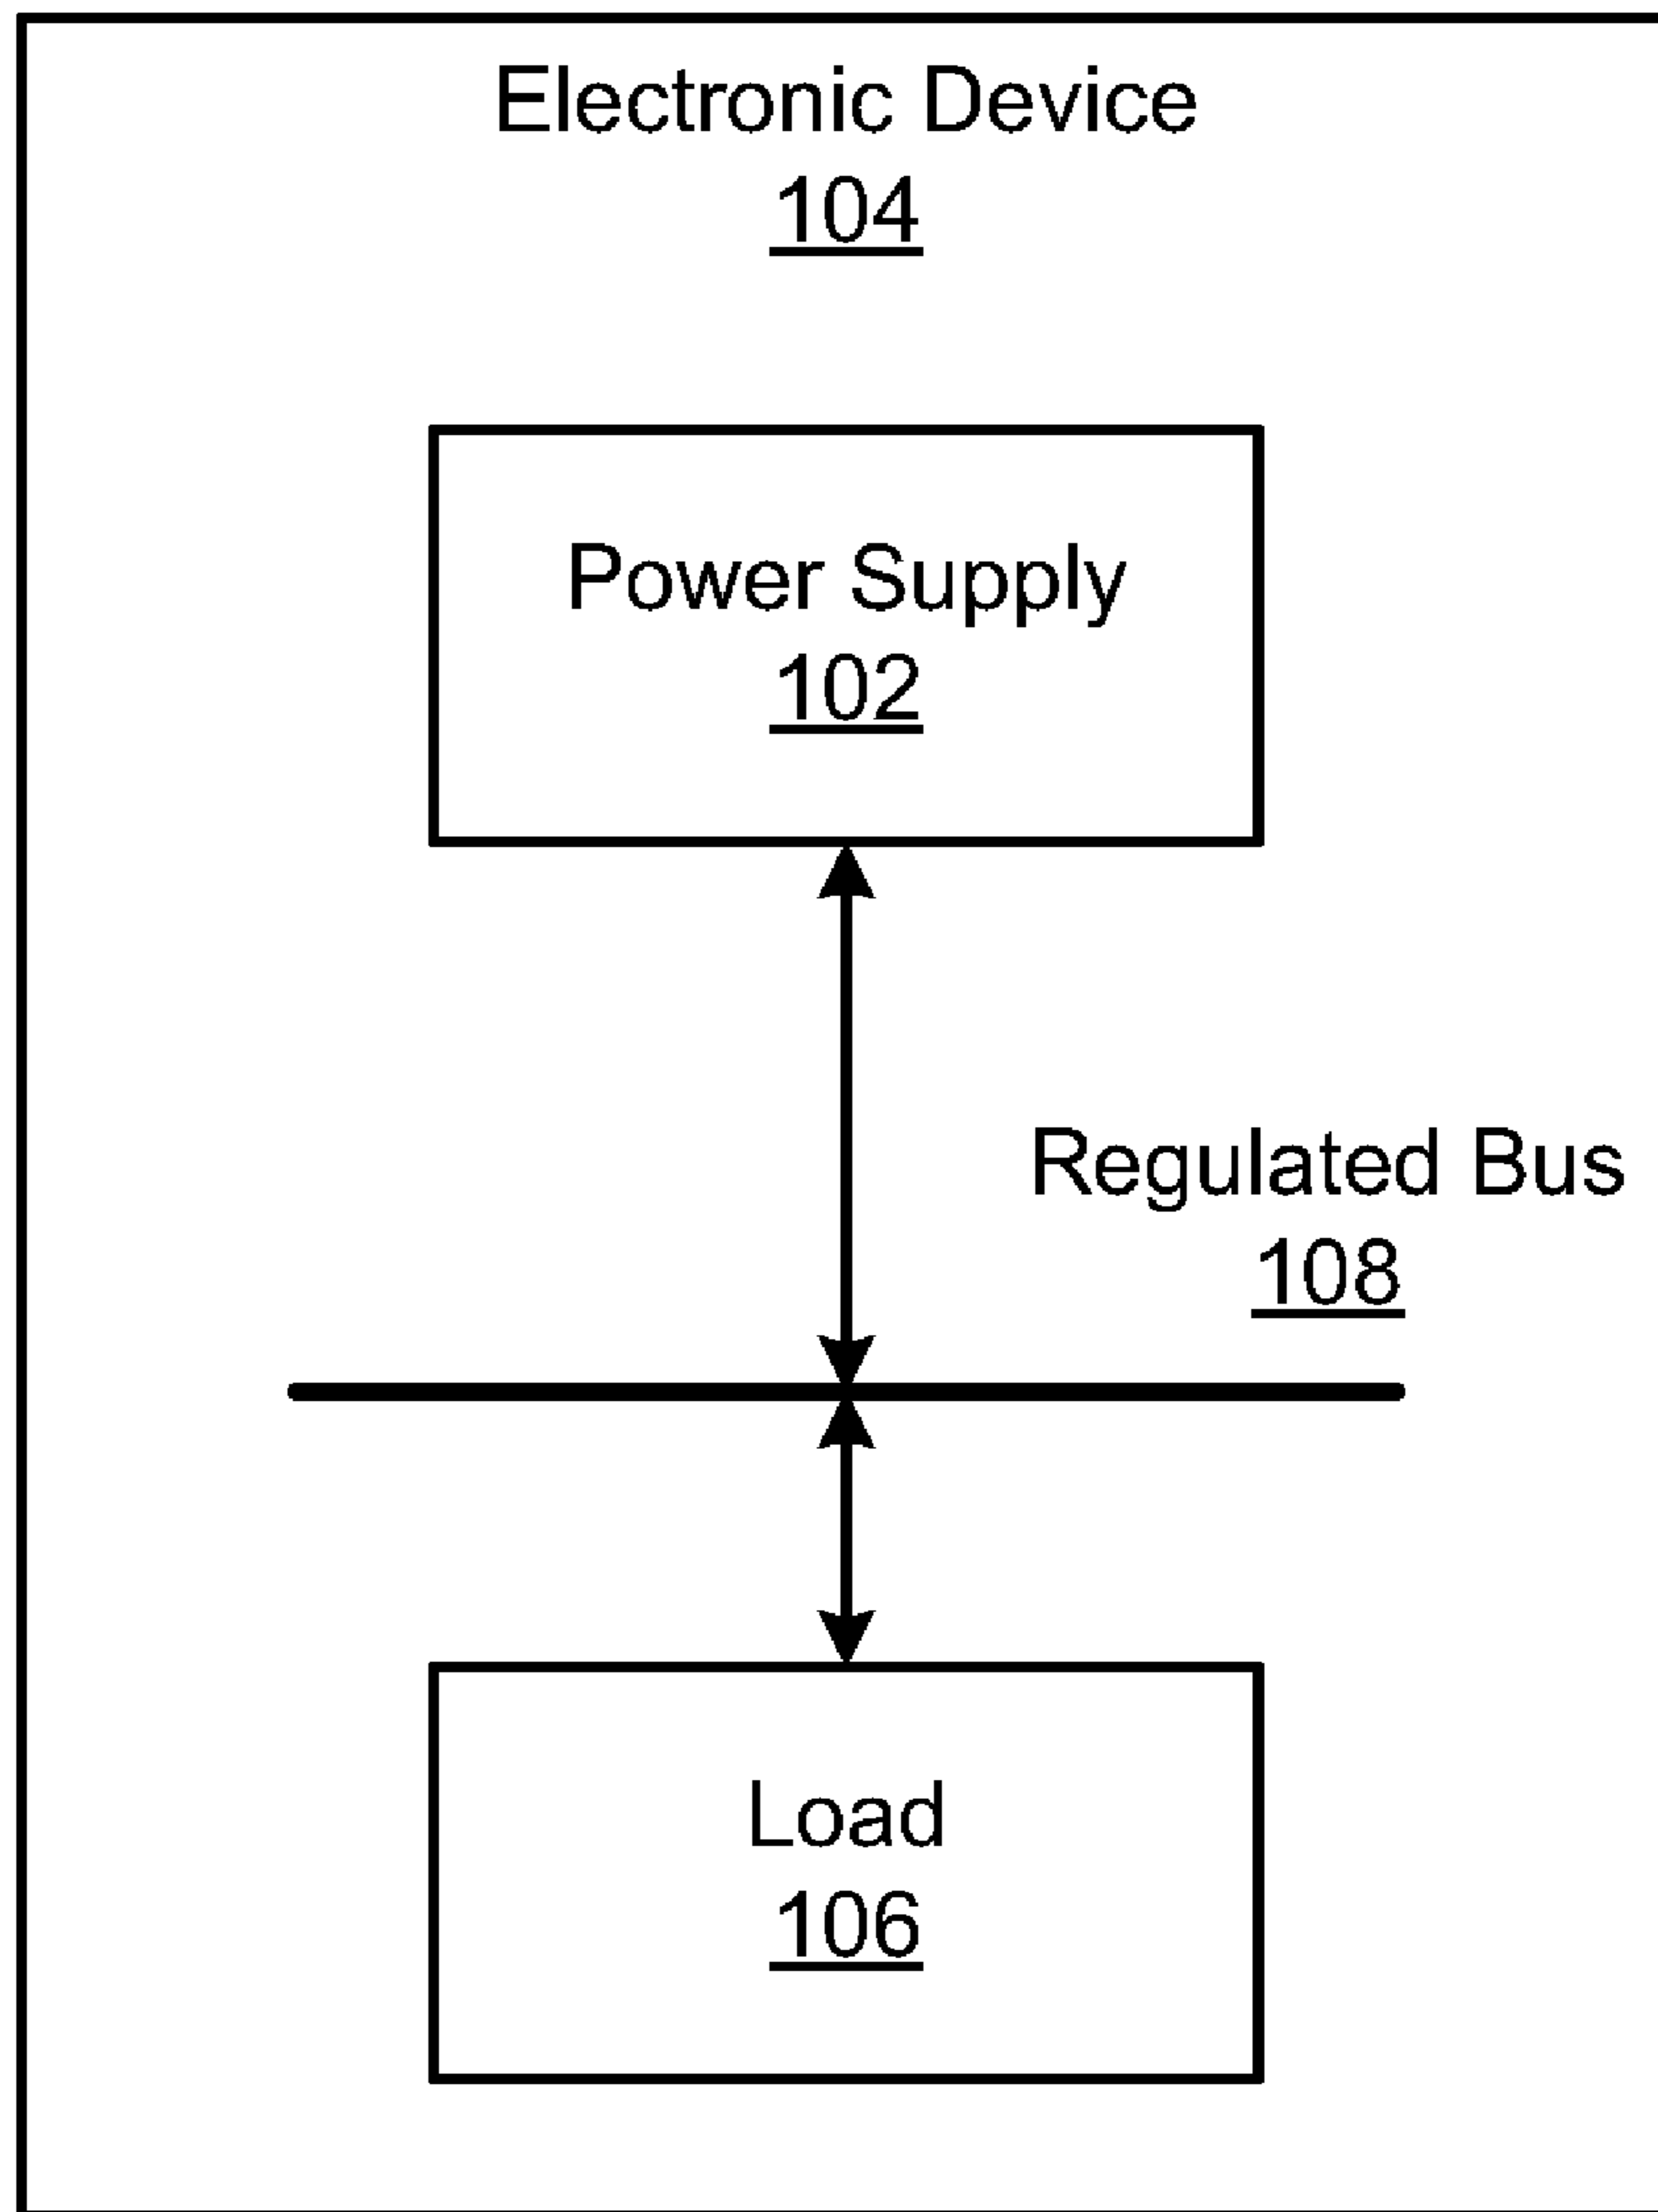 Electronic Device
104
Power Supply
102
Regulated Bus
108
Load
106